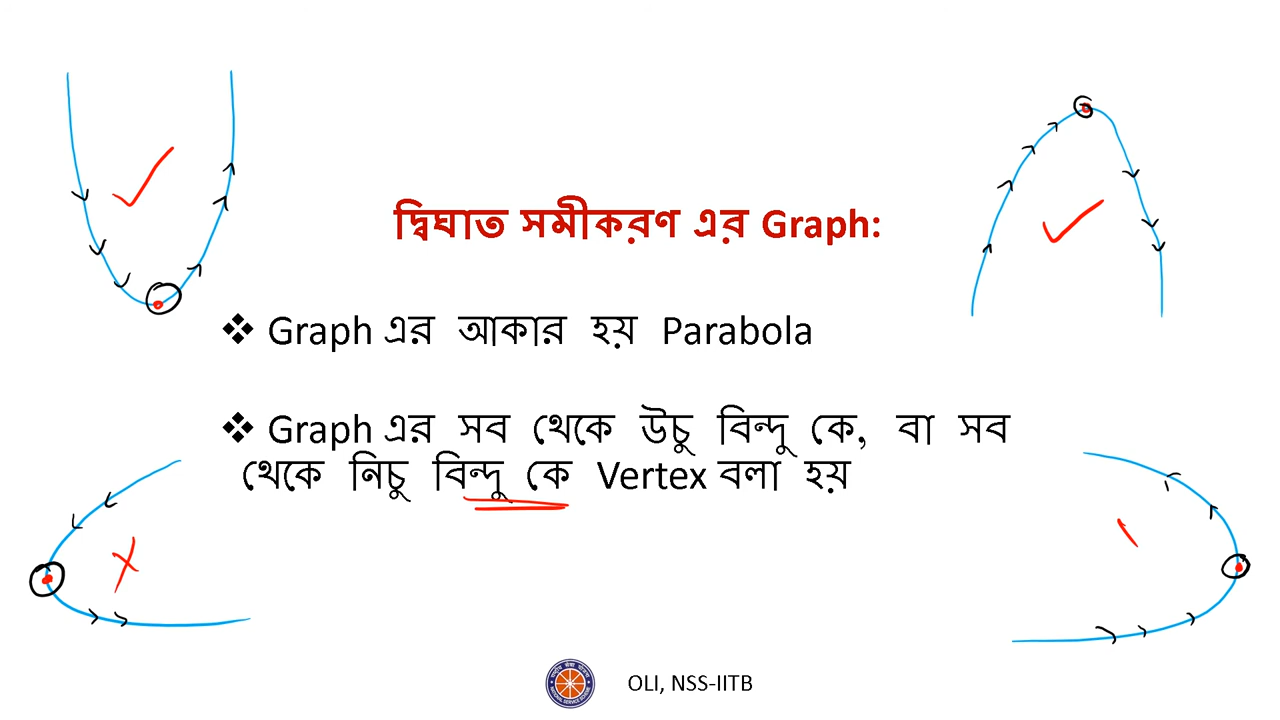 দ্বিঘাত সমীকরণ এর Graph:
❖ Graph এর আকার হয় Parabola
❖ Graph এর সব থেকে উচু বিন্দু কে, বা সব
থেকে নিচু বিন্দু কে Vertex বলা হয়
OLI, NSS-IITB